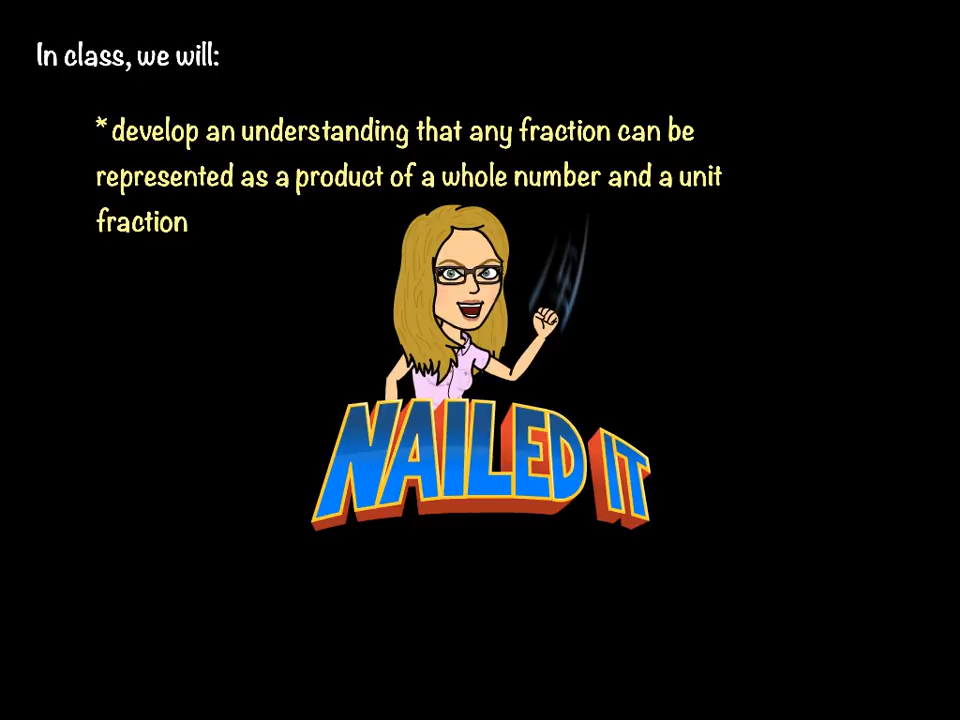 In class, we will:
* develop an understanding that any fraction can be
represented as a product of a whole number and a unit
fraction
NAILED IT